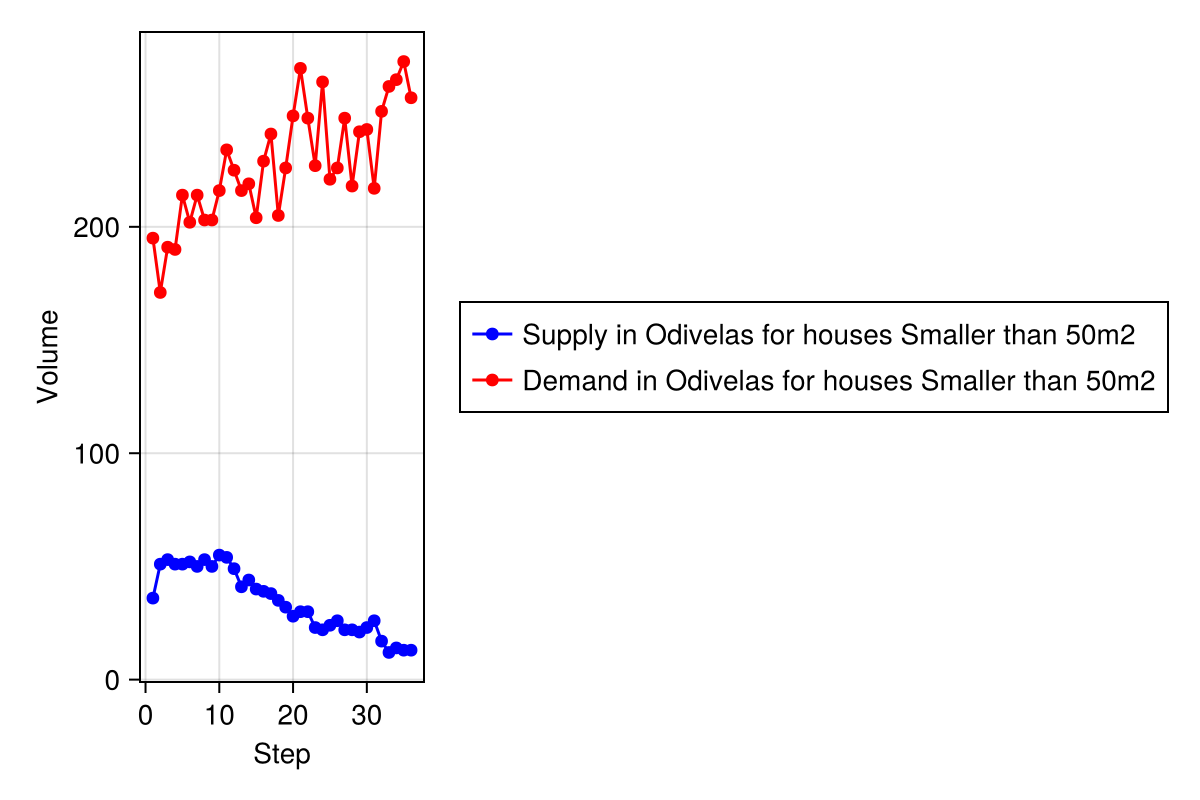 Volume
200
100
0
0 10 20 30
Step
Supply in Odivelas for houses Smaller than 50m2
Demand in Odivelas for houses Smaller than 50m2